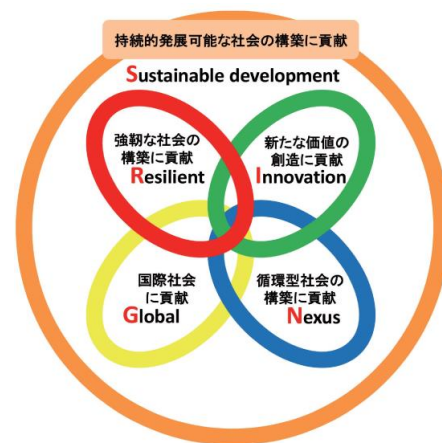 持続的発展可能な社会の構築に貢献
Sustainable development
強靭な社会の
構築に貢献
Resilient
新たな価値の
創造に貢献
Innovation
国際社会
に貢献
Global
循環型社会の
構築に貢献
Nexus